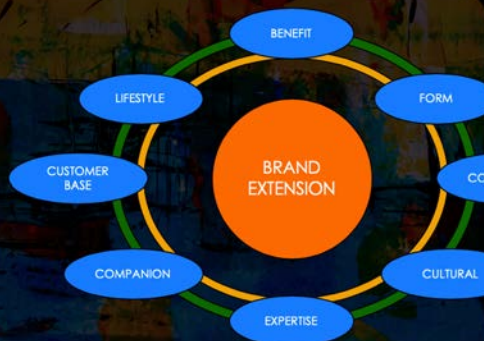 BENEFIT
LIFESTYLE
FORM
BRAND
EXTENSION
CUSTOMER
BASE
COMPANION
CULTURAL
EXPERTISE